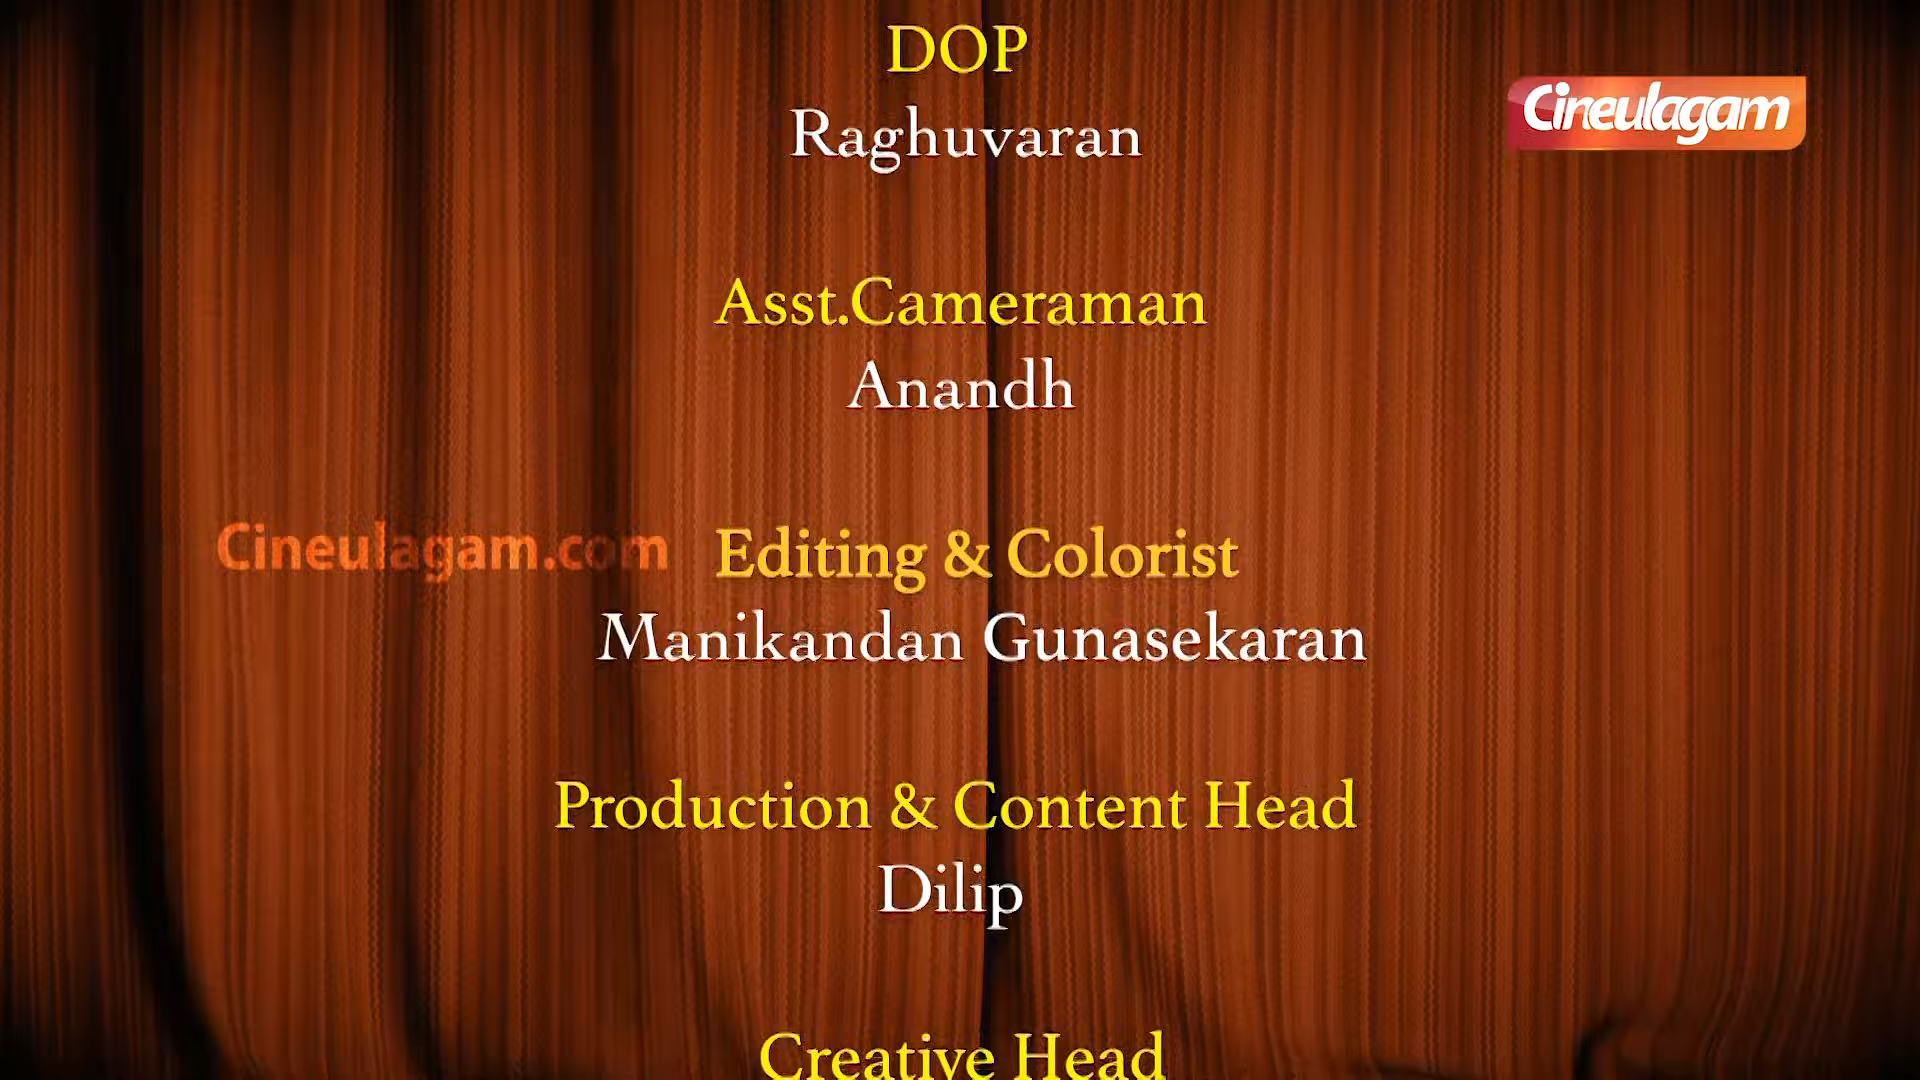 DOP
Cineulagam
Raghuvaran
Asst.Cameraman
Anandh
Cineulagam.com
Editing & Colorist
Manikandan Gunasekaran
Production & Content Head
Dilip
Creative Head